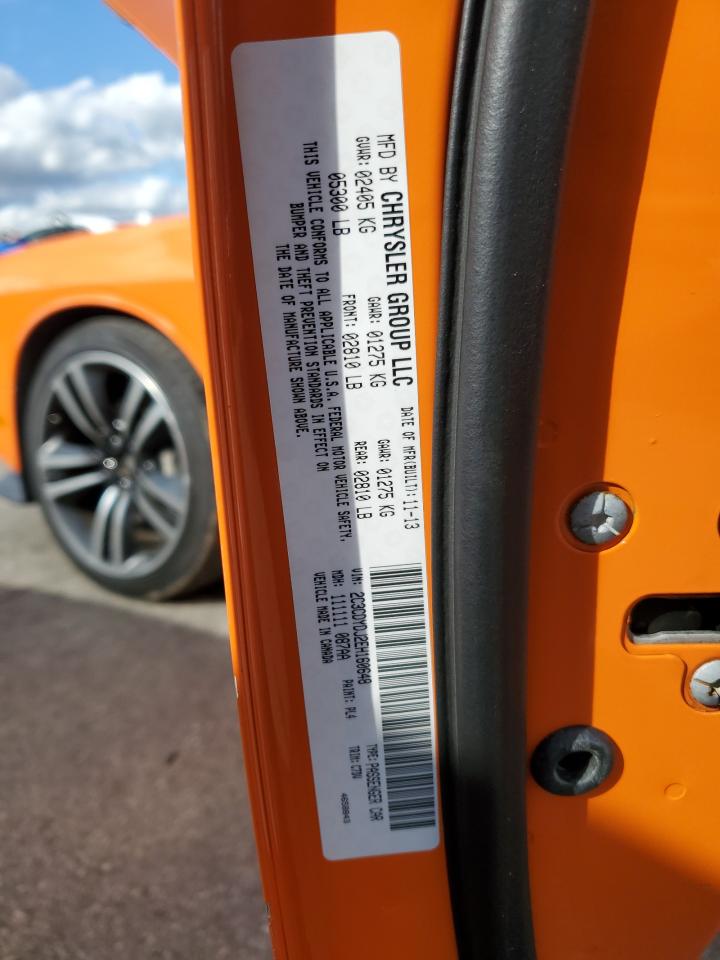 MFD BY CHRYSLER GROUP LLC DATE OF MFR(BUILT): 11-13
GVWR: 02405 KG GAWR: 01275 KG GAWR: 01275 KG
05300 LB FRONT: 02810 LB REAR: 02810 LB
THIS VEHICLE CONFORMS TO ALL APPLICABLE U.S.A. FEDERAL MOTOR VEHICLE SAFETY,
BUMPER AND THEFT PREVENTION STANDARDS IN EFFECT ON
THE DATE OF MANUFACTURE SHOWN ABOVE.
VIN: 2C3CDYDJ2EH160648 TYPE: PASSENGER CAR
MDH: 111111 087AA PAINT: PL4 TRIM: C7DV
VEHICLE MADE IN CANADA